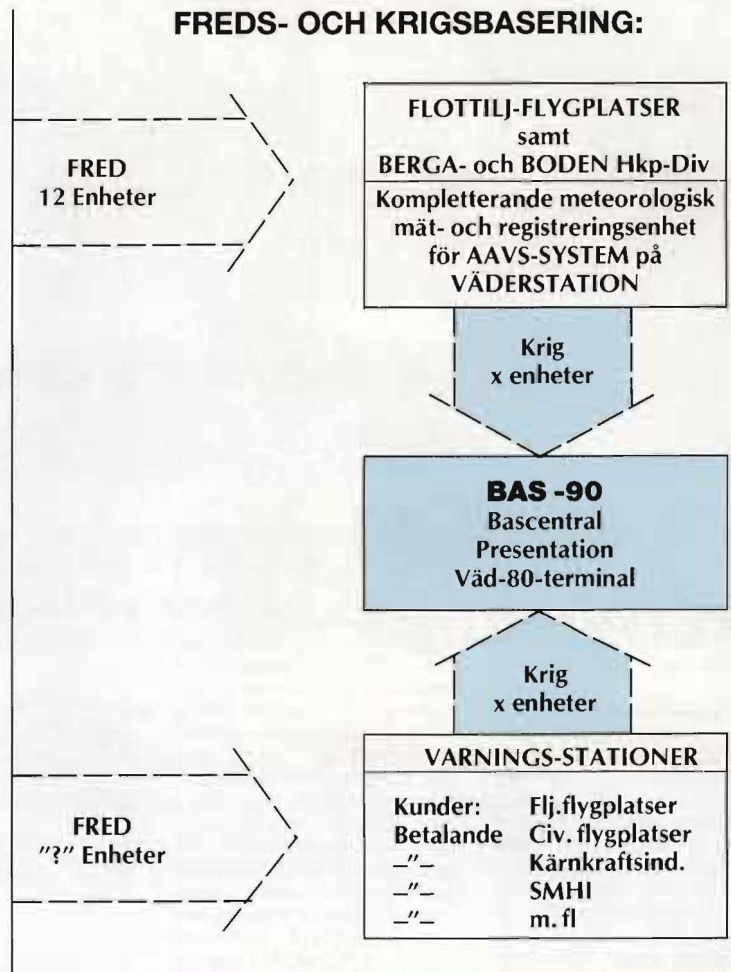 FREDS- OCH KRIGSBASERING:
FRED
12 Enheter
FLOTTILJ-FLYGPLATSER
samt
BERGA- och BODEN Hkp-Div
Kompletterande meteorologisk
mät- och registreringsenhet
för AAVS-SYSTEM på
VÄDERSTATION
Krig
x enheter
BAS -90
Bascentral
Presentation
Väd-80-terminal
Krig
x enheter
FRED
"?" Enheter
VARNINGS-STATIONER
Kunder: Flj.flygplatser
Betalande Civ. flygplatser
–"– Kärnkraftsind.
–"– SMHI
–"– m. fl